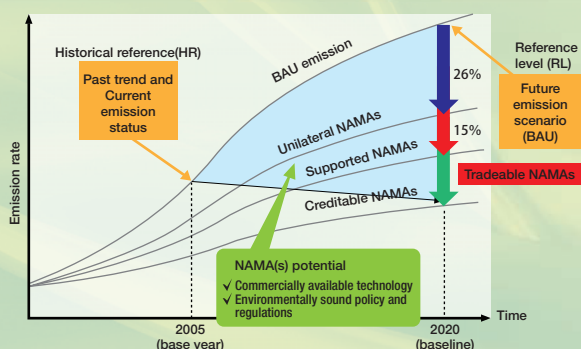 Historical reference(HR)
Past trend and
Current
emission
status
BAU emission
Unilateral NAMAs
Supported NAMAs
Creditable NAMAs
26%
15%
Reference
level (RL)
Future
emission
scenario
(BAU)
Tradeable NAMAs
Emission rate
NAMA(s) potential
✓ Commercially available technology
✓ Environmentally sound policy and
regulations
Time
2005
(base year)
2020
(baseline)